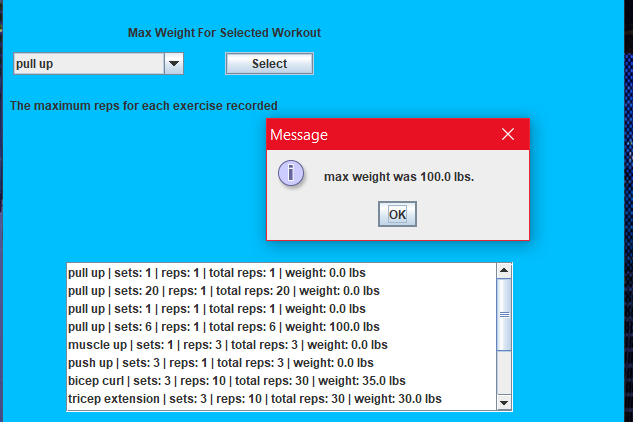 Max Weight For Selected Workout
pull up
Select
The maximum reps for each exercise recorded
Message
i
max weight was 100.0 lbs.
OK
pull up | sets: 1 | reps: 1 | total reps: 1 | weight: 0.0 lbs
pull up | sets: 20 | reps: 1 | total reps: 20 | weight: 0.0 lbs
pull up | sets: 1 | reps: 1 | total reps: 1 | weight: 0.0 lbs
pull up | sets: 6 | reps: 1 | total reps: 6 | weight: 100.0 lbs
muscle up | sets: 1 | reps: 3 | total reps: 3 | weight: 0.0 lbs
push up | sets: 3 | reps: 1 | total reps: 3 | weight: 0.0 lbs
bicep curl | sets: 3 | reps: 10 | total reps: 30 | weight: 35.0 lbs
tricep extension | sets: 3 | reps: 10 | total reps: 30 | weight: 30.0 lbs